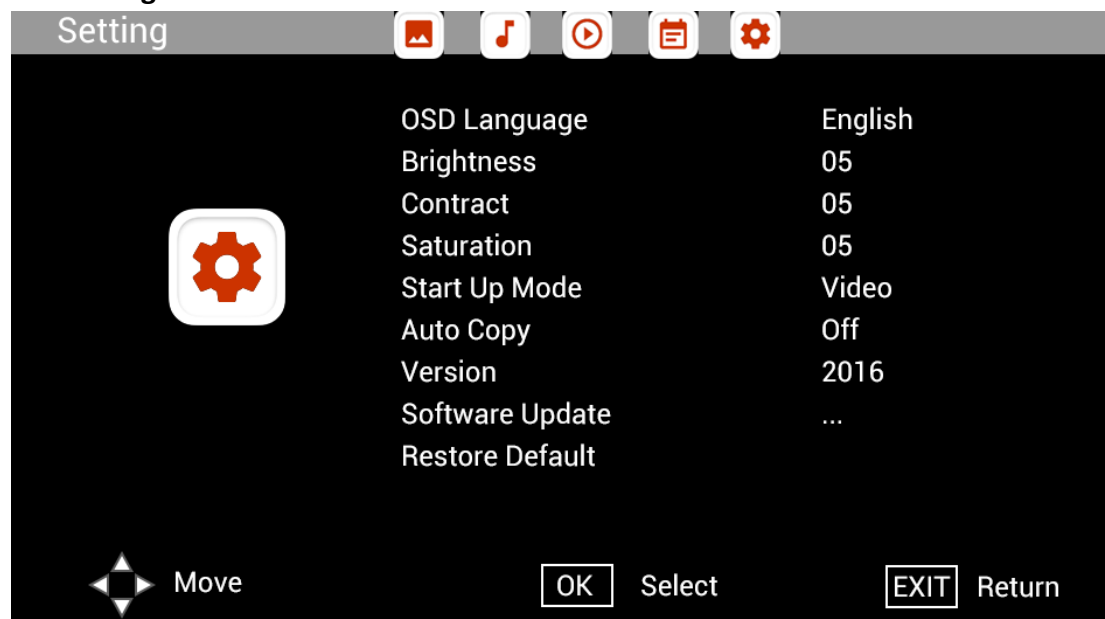 Setting
OSD Language English
Brightness 05
Contract 05
Saturation 05
Start Up Mode Video
Auto Copy Off
Version 2016
Software Update ...
Restore Default
Move OK Select EXIT Return